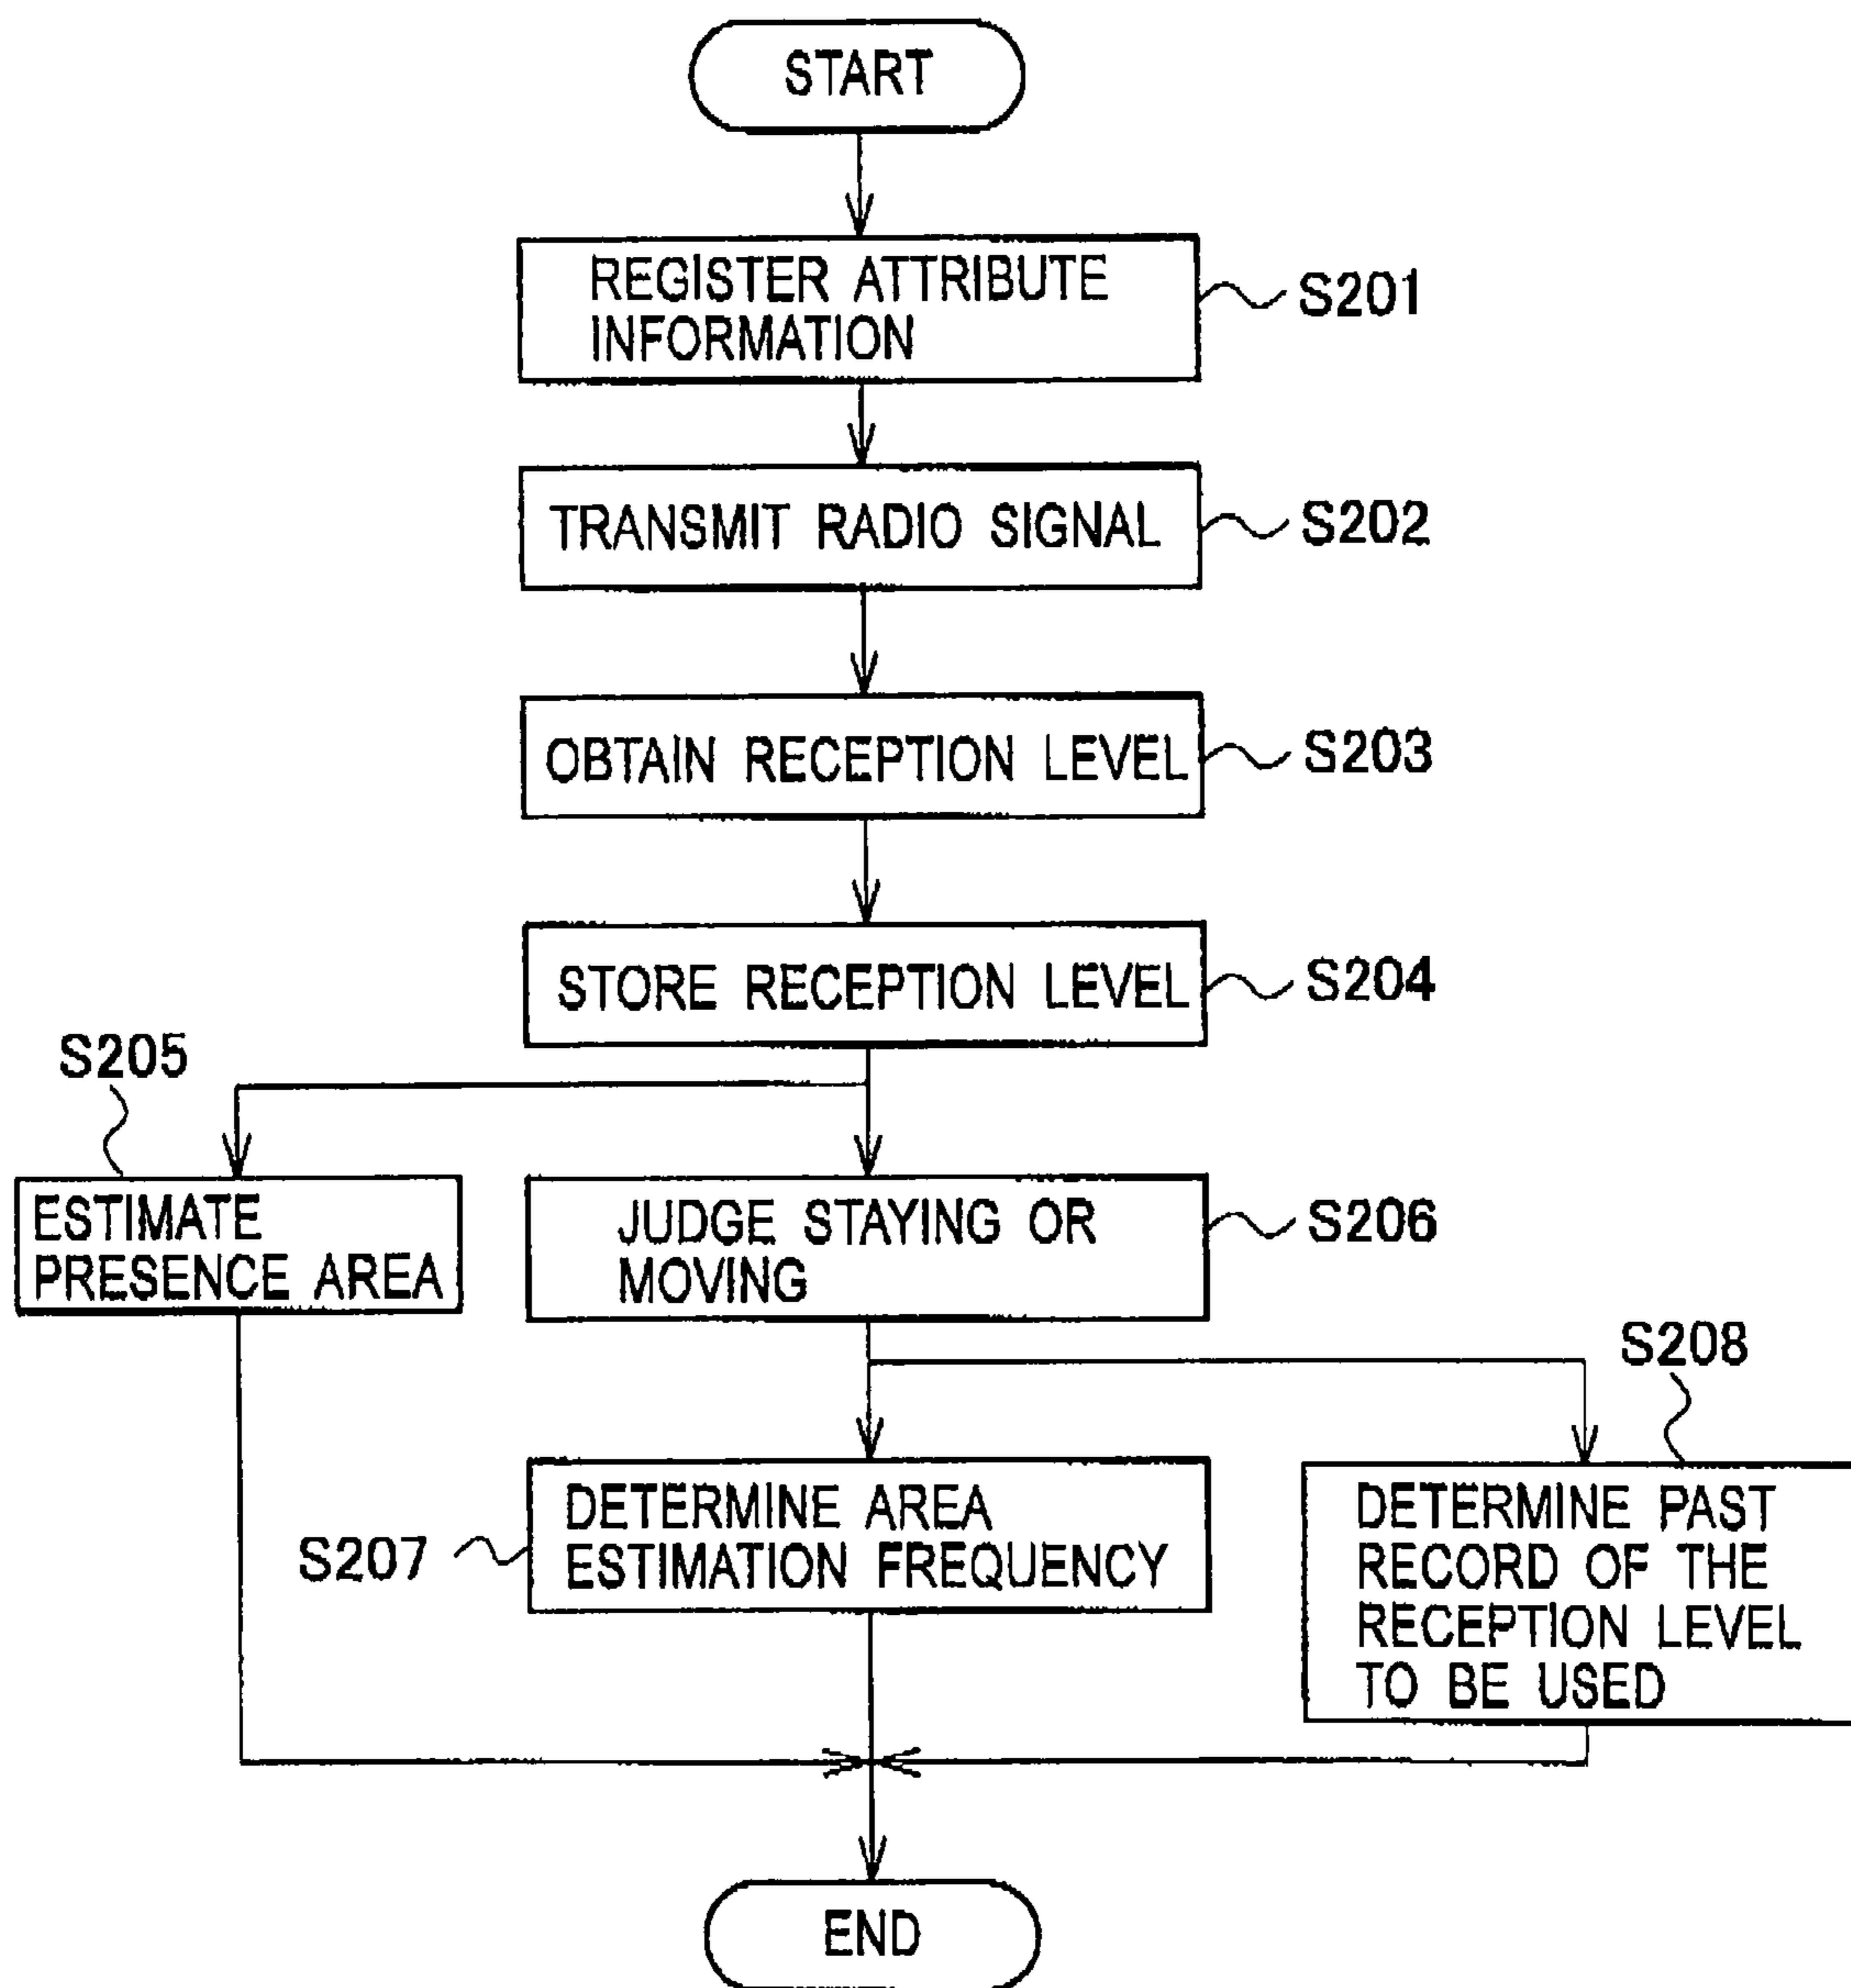 START
REGISTER ATTRIBUTE
INFORMATION
S201
TRANSMIT RADIO SIGNAL
S202
OBTAIN RECEPTION LEVEL
S203
STORE RECEPTION LEVEL
S204
S205
ESTIMATE
PRESENCE AREA
JUDGE STAYING OR
MOVING
S206
S207
DETERMINE AREA
ESTIMATION FREQUENCY
S208
DETERMINE PAST
RECORD OF THE
RECEPTION LEVEL
TO BE USED
END